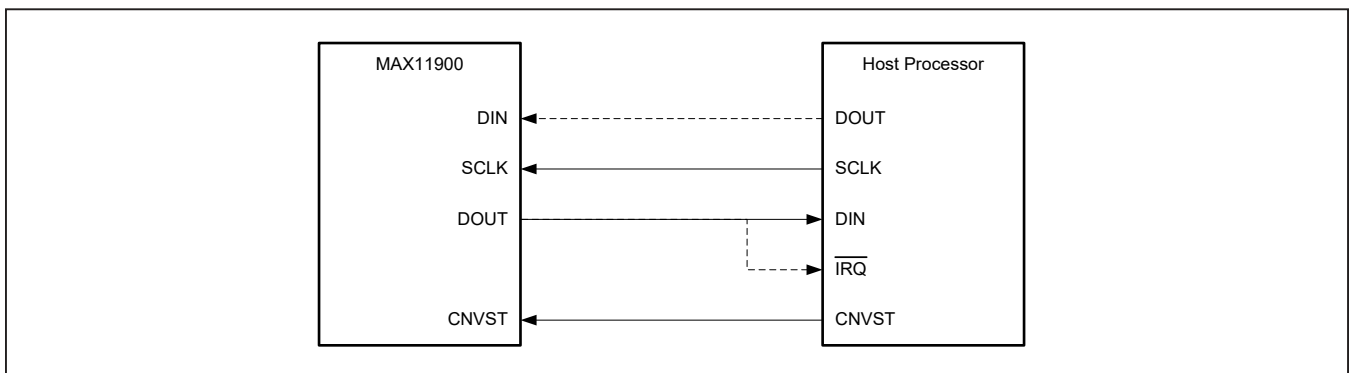 MAX11900 Host Processor
DIN DOUT
SCLK SCLK
DOUT DIN
IRQ
CNVST CNVST